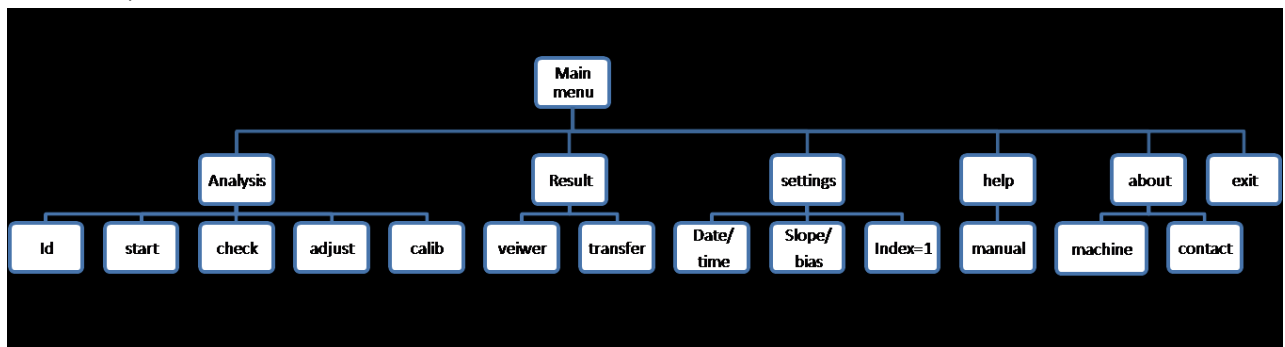 Main
menu
Analysis
Result
settings
help
about
exit
Id
start
check
adjust
calib
veiwer
transfer
Date/
time
Slope/
bias
Index=1
manual
machine
contact